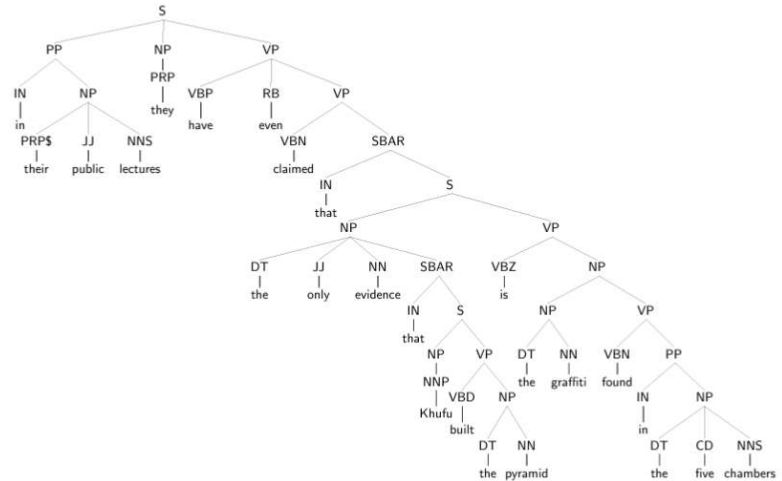 S
PP NP VP
PRP
IN NP they VBP RB VP
in have even
PRP$ JJ NNS VBN SBAR
their public lectures claimed
IN S
that
NP VP
DT JJ NN SBAR VBZ NP
the only evidence is
IN S NP VP
that
NP VP DT NN VBN PP
NNP the graffiti found
VBD NP IN NP
Khufu
built in
DT NN DT CD NNS
the pyramid the five chambers